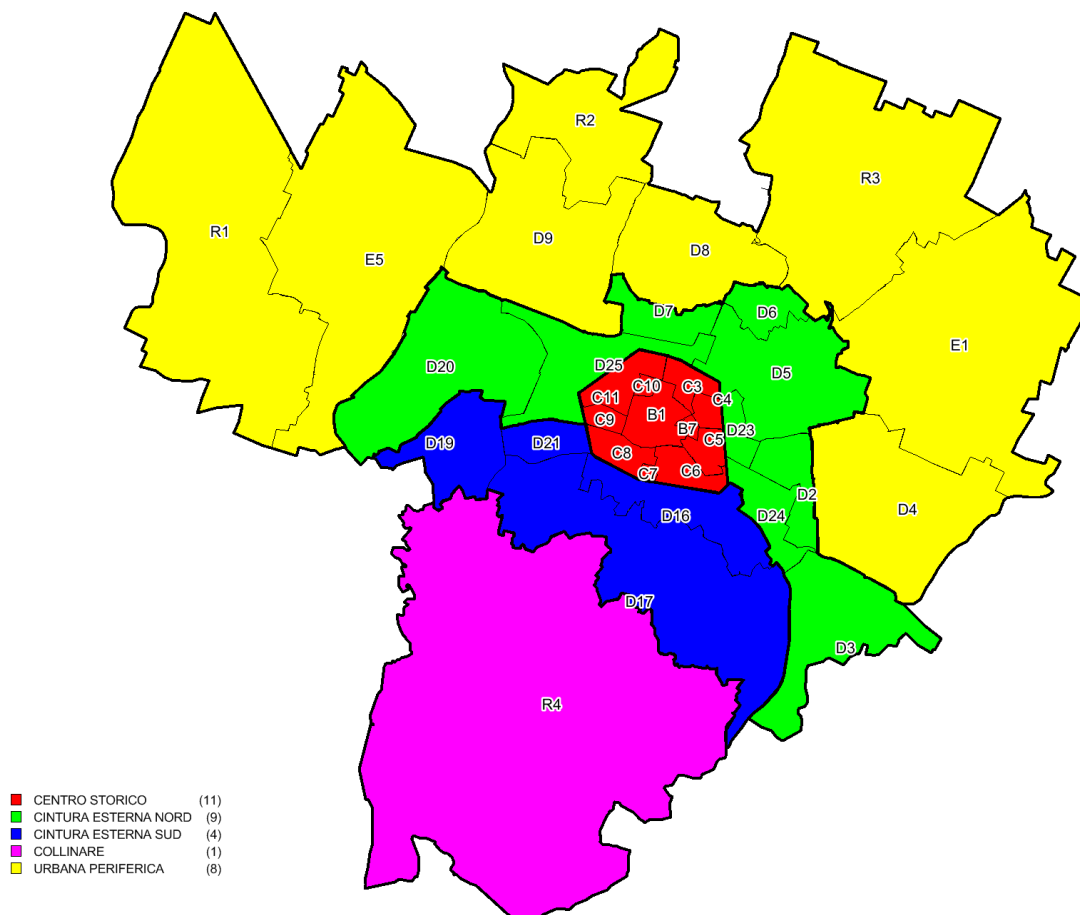 R2
R3
R1
D9
D8
E5
D7
D6
E1
D25
D20
D5
C10
C3
C11
C4
B1
C9
B7
D23
C5
D19
D21
C8
C7
C6
D2
D4
D24
D16
D17
D3
R4
CENTRO STORICO (11)
CINTURA ESTERNA NORD (9)
CINTURA ESTERNA SUD (4)
COLLINARE (1)
URBANA PERIFERICA (8)